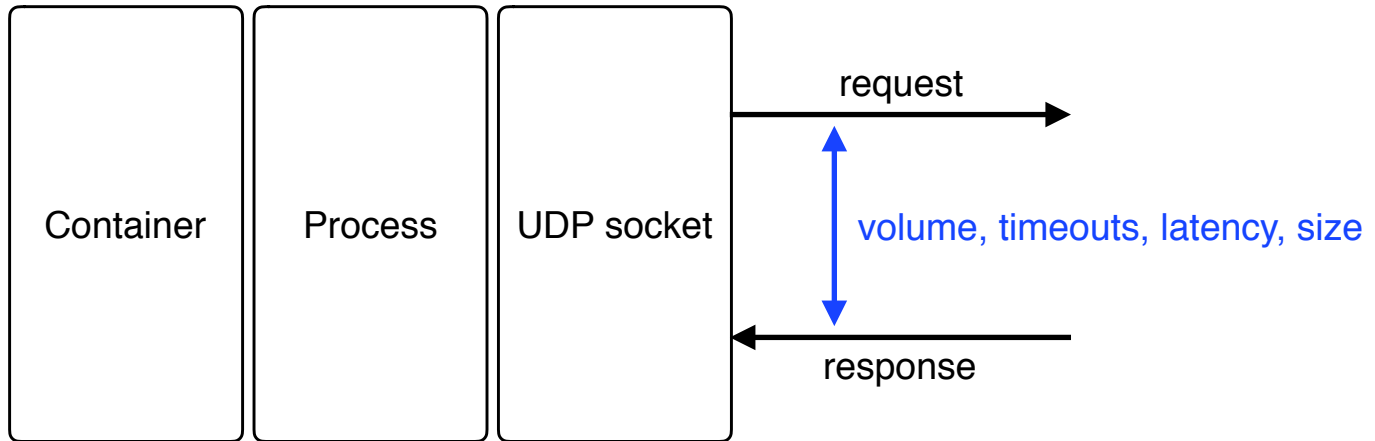 request
Container
Process
UDP socket
volume, timeouts, latency, size
response